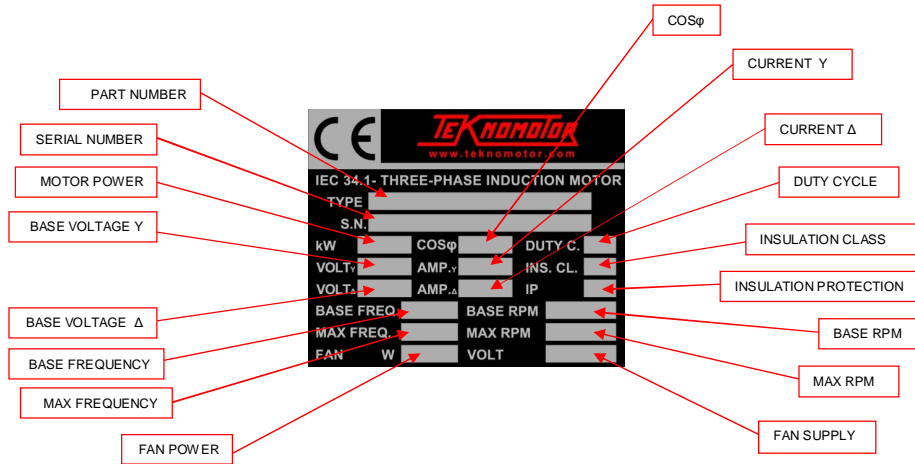 COSφ
CURRENT Y
PART NUMBER
SERIAL NUMBER
CURRENT Δ
MOTOR POWER
DUTY CYCLE
BASE VOLTAGE Y
INSULATION CLASS
INSULATION PROTECTION
BASE VOLTAGE Δ
BASE RPM
BASE FREQUENCY
MAX RPM
MAX FREQUENCY
FAN POWER
FAN SUPPLY
CE
TEKNOMOTOR
www.teknomotor.com
IEC 34.1- THREE-PHASE INDUCTION MOTOR
TYPE
S.N.
kW COSφ DUTY C.
VOLTY AMP.Y INS. CL.
VOLTΔ AMP.Δ IP
BASE FREQ. BASE RPM
MAX FREQ. MAX RPM
FAN W VOLT